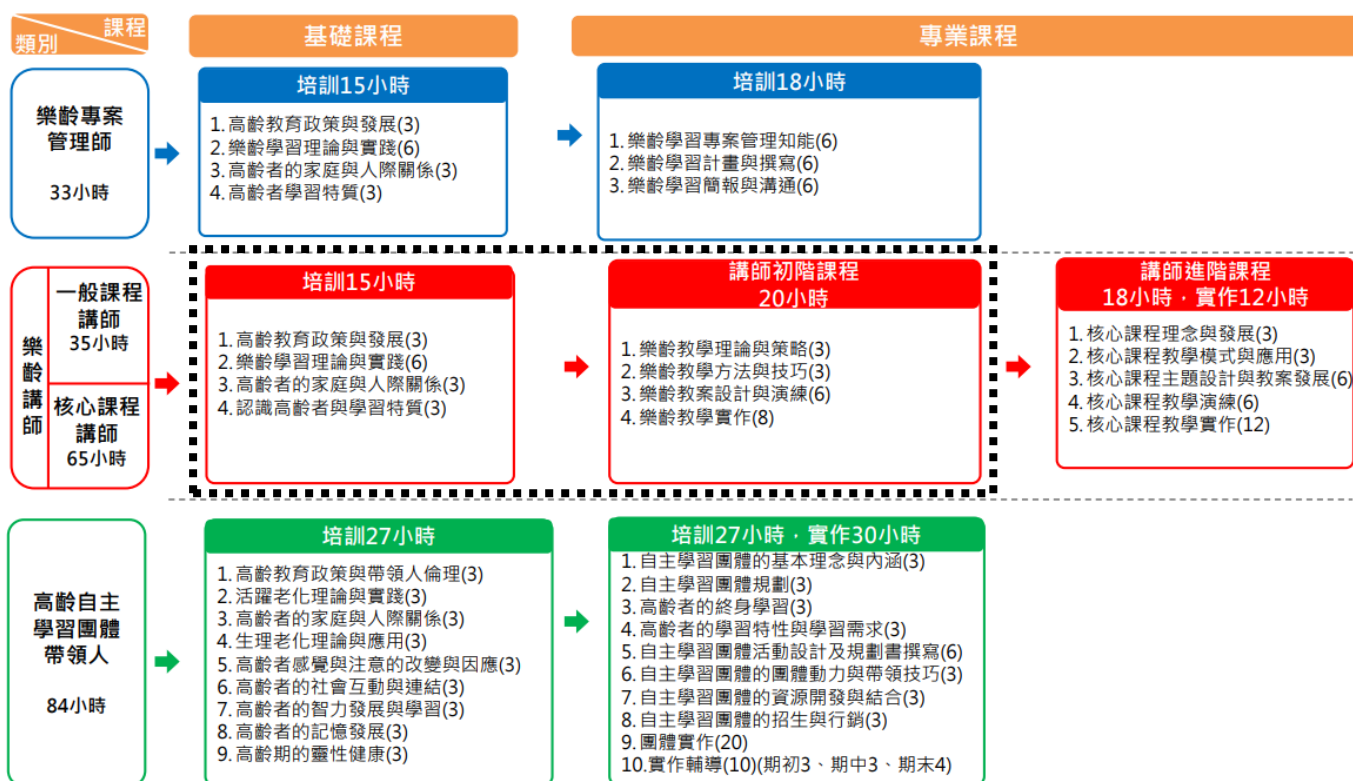 課程
類別
基礎課程
專業課程
樂齡專案
管理師
33小時
培訓15小時
1.高齡教育政策與發展(3)
2.樂齡學習理論與實踐(6)
3.高齡者的家庭與人際關係(3)
4.高齡者學習特質(3)
培訓18小時
1.樂齡學習專案管理知能(6)
2.樂齡學習計畫與撰寫(6)
3.樂齡學習簡報與溝通(6)
樂齡講師
一般課程
講師
35小時
核心課程
講師
65小時
培訓15小時
1.高齡教育政策與發展(3)
2.樂齡學習理論與實踐(6)
3.高齡者的家庭與人際關係(3)
4.認識高齡者與學習特質(3)
講師初階課程
20小時
1.樂齡教學理論與策略(3)
2.樂齡教學方法與技巧(3)
3.樂齡教案設計與演練(6)
4.樂齡教學實作(8)
講師進階課程
18小時，實作12小時
1.核心課程理念與發展(3)
2.核心課程教學模式與應用(3)
3.核心課程主題設計與教案發展(6)
4.核心課程教學演練(6)
5.核心課程教學實作(12)
高齡自主
學習團體
帶領人
84小時
培訓27小時
1.高齡教育政策與帶領人倫理(3)
2.活躍老化理論與實踐(3)
3.高齡者的家庭與人際關係(3)
4.生理老化理論與應用(3)
5.高齡者感覺與注意的改變與因應(3)
6.高齡者的社會互動與連結(3)
7.高齡者的智力發展與學習(3)
8.高齡者的記憶發展(3)
9.高齡期的靈性健康(3)
培訓27小時，實作30小時
1.自主學習團體的基本理念與內涵(3)
2.自主學習團體規劃(3)
3.高齡者的終身學習(3)
4.高齡者的學習特性與學習需求(3)
5.自主學習團體活動設計及規劃書撰寫(6)
6.自主學習團體的團體動力與帶領技巧(3)
7.自主學習團體的資源開發與結合(3)
8.自主學習團體的招生與行銷(3)
9.團體實作(20)
10.實作輔導(10)(期初3、期中3、期末4)